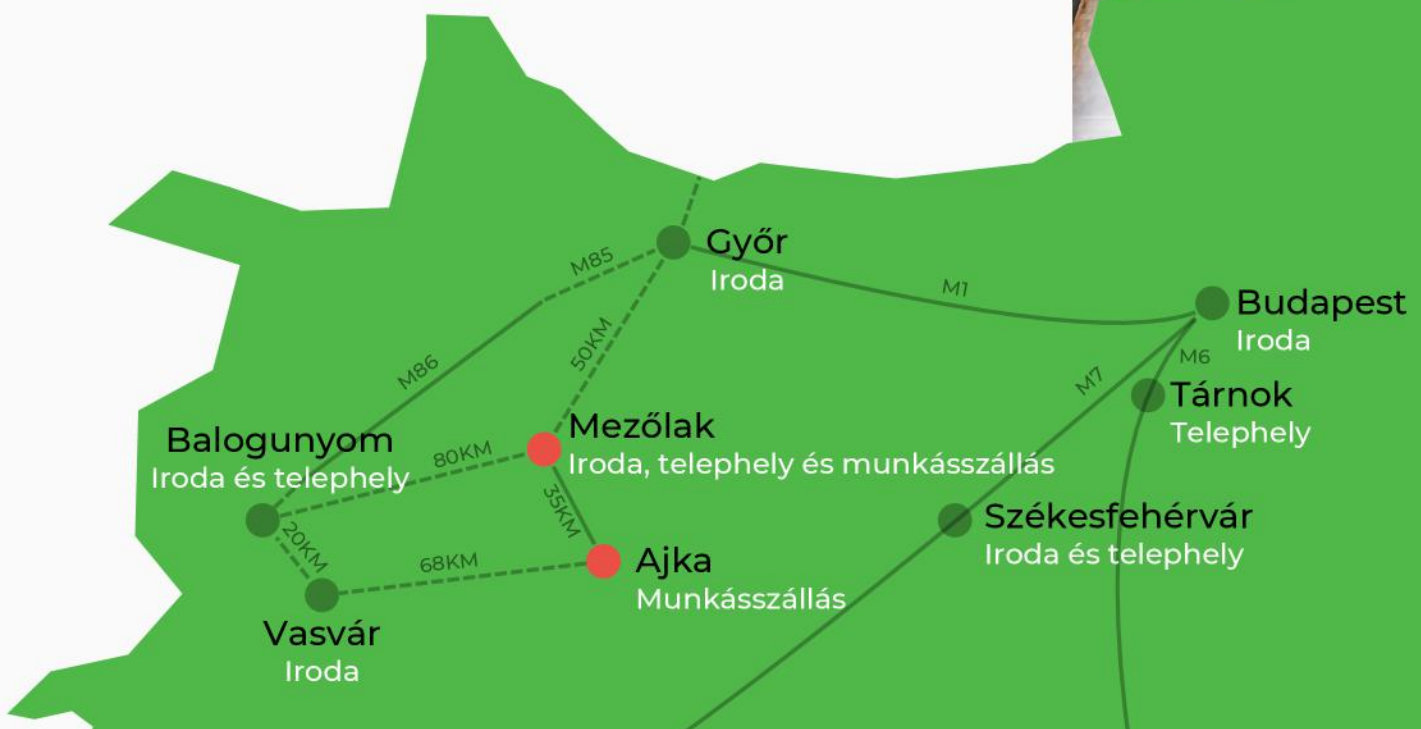 Győr
Iroda
M85
M1
Budapest
Iroda
M6
M86
50KM
M7
Tárnok
Telephely
Balogunyom
Iroda és telephely
80KM
Mezőlak
Iroda, telephely és munkásszállás
35KM
20KM
Székesfehérvár
Iroda és telephely
68KM
Ajka
Munkásszállás
Vasvár
Iroda